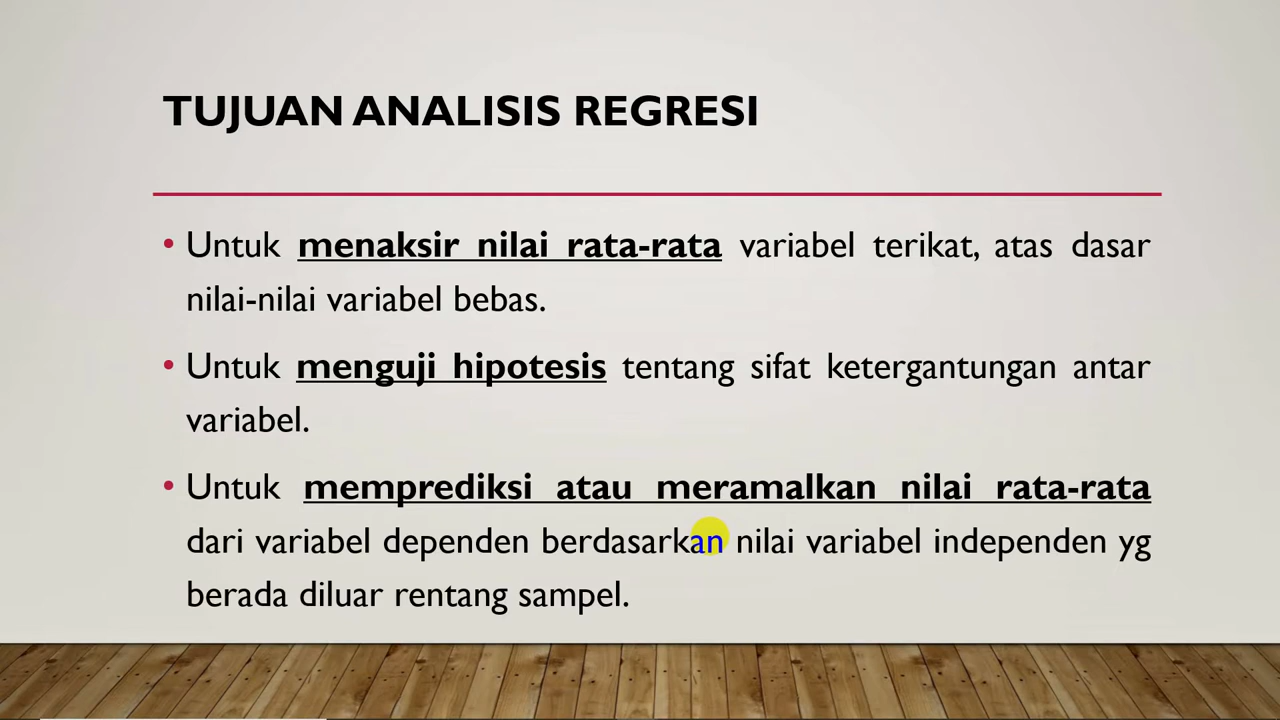 TUJUAN ANALISIS REGRESI
• Untuk menaksir nilai rata-rata variabel terikat, atas dasar
nilai-nilai variabel bebas.
• Untuk menguji hipotesis tentang sifat ketergantungan antar
variabel.
• Untuk memprediksi atau meramalkan nilai rata-rata
dari variabel dependen berdasarkan nilai variabel independen yg
berada diluar rentang sampel.